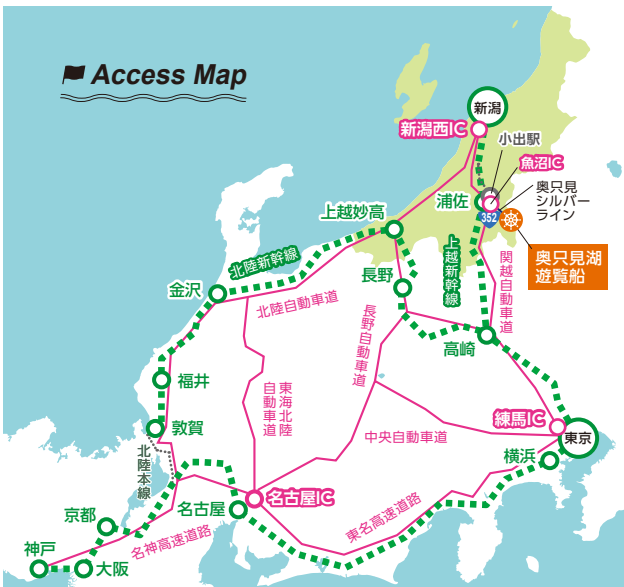 Access Map
新潟
新潟西IC
小出駅
魚沼IC
奥只見
シルバー
ライン
浦佐
352
奥只見湖
遊覧船
上越妙高
北陸新幹線
上越新幹線
関越自動車道
金沢
長野
北陸自動車道
長野自動車道
高崎
福井
東海北陸
自動車道
敦賀
練馬IC
中央自動車道
東京
北陸本線
横浜
名古屋IC
京都
名古屋
東名高速道路
名神高速道路
神戸
大阪